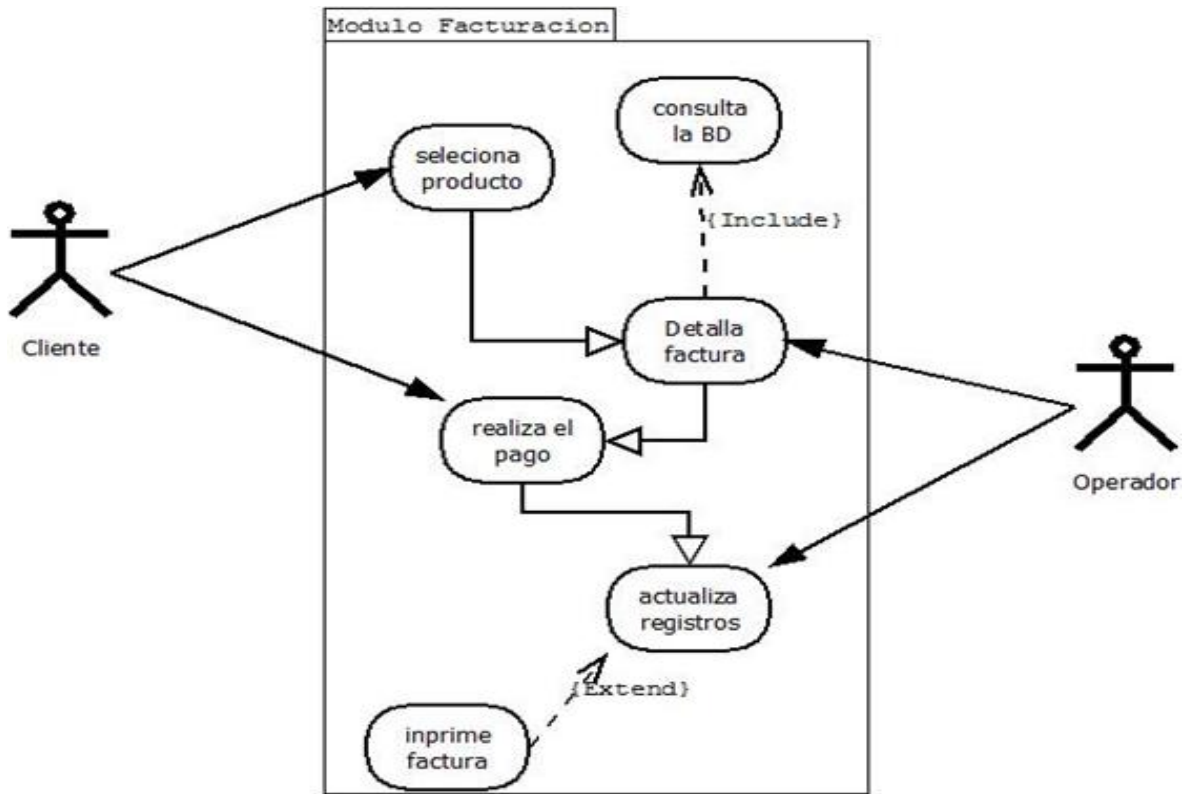 Modulo Facturacion
consulta
la BD
seleciona
producto
{Include}
Cliente
Detalla
factura
realiza el
pago
Operador
actualiza
registros
{Extend}
inprime
factura